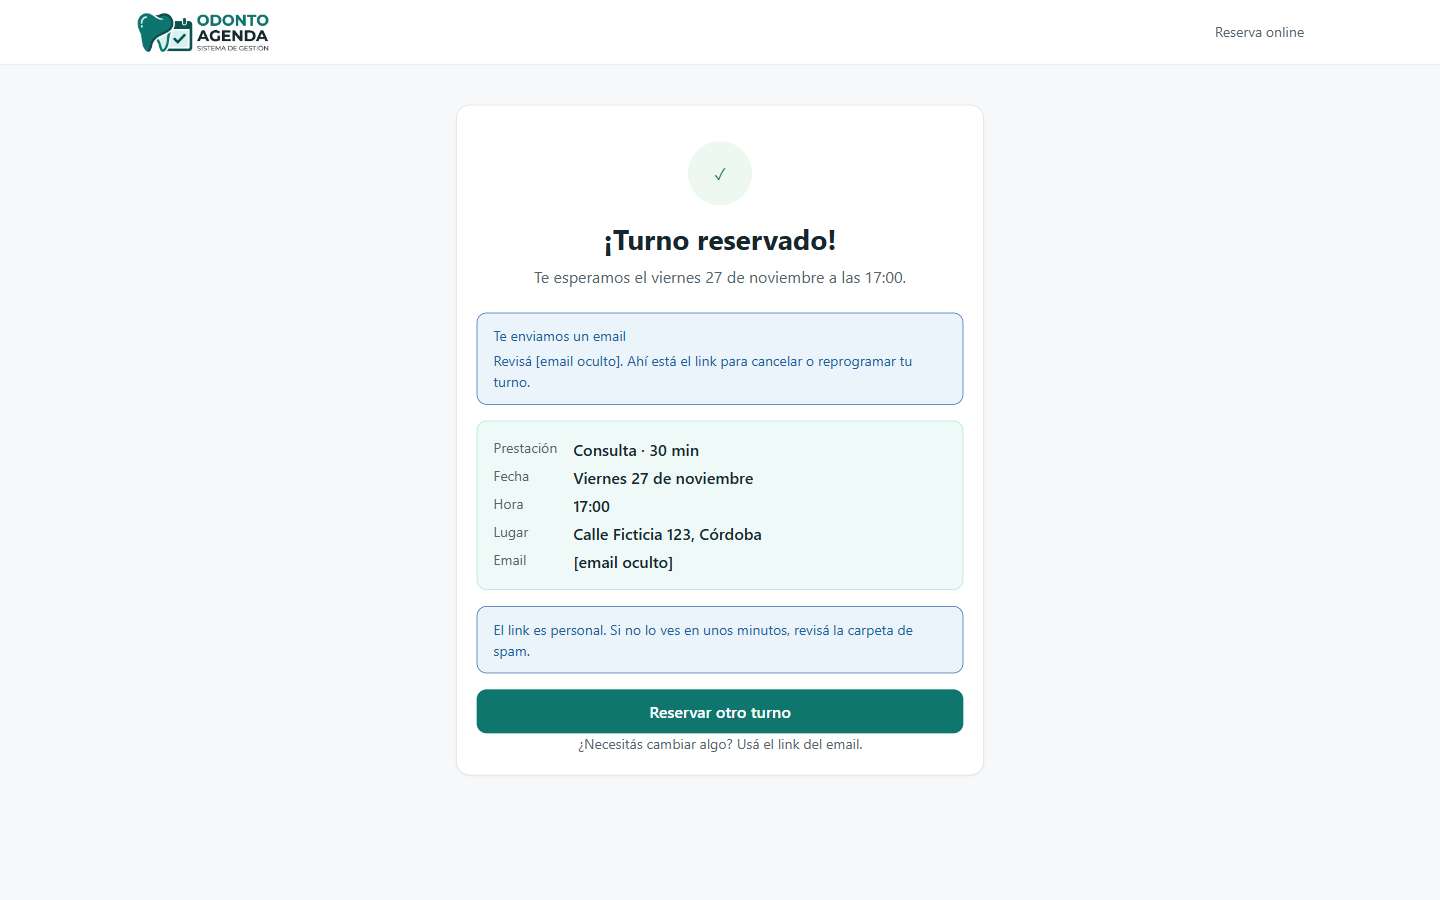 ODONTO
AGENDA
SISTEMA DE GESTIÓN
Reserva online
✓
¡Turno reservado!
Te esperamos el viernes 27 de noviembre a las 17:00.
Te enviamos un email
Revisá [email oculto]. Ahí está el link para cancelar o reprogramar tu
turno.
Prestación Consulta · 30 min
Fecha Viernes 27 de noviembre
Hora 17:00
Lugar Calle Ficticia 123, Córdoba
Email [email oculto]
El link es personal. Si no lo ves en unos minutos, revisá la carpeta de
spam.
Reservar otro turno
¿Necesitás cambiar algo? Usá el link del email.